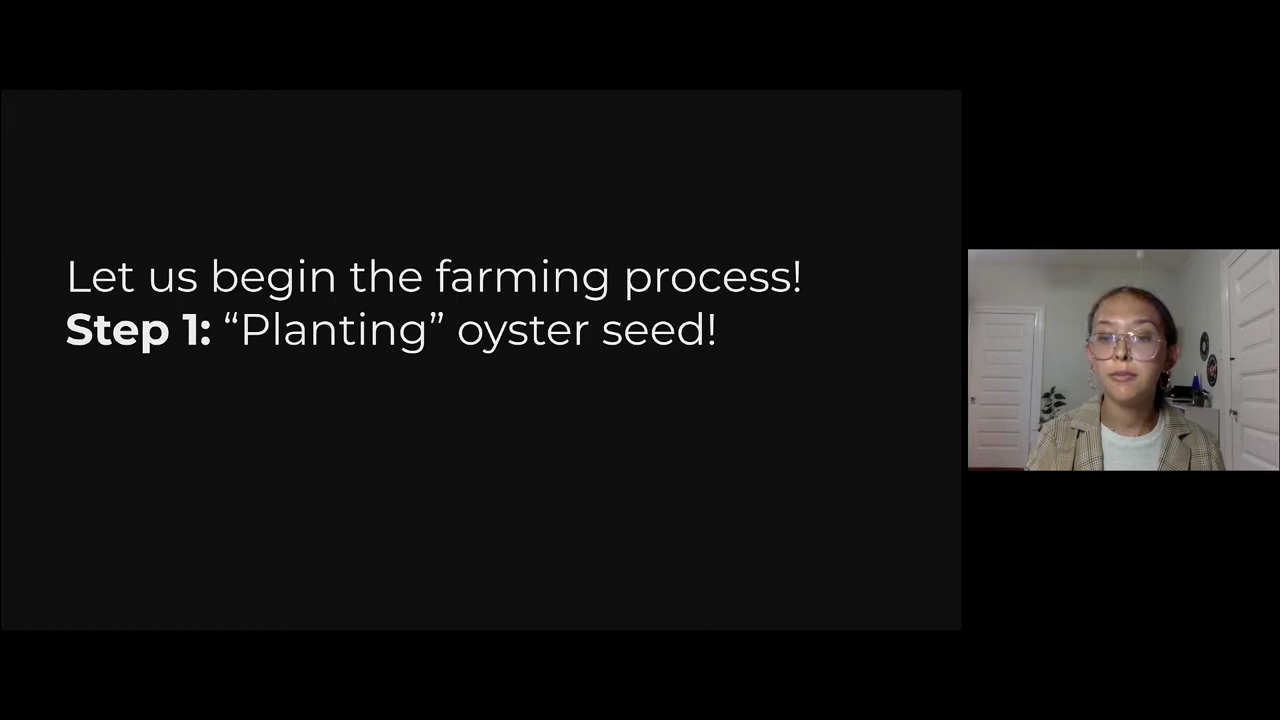 Let us begin the farming process!
Step 1: “Planting” oyster seed!